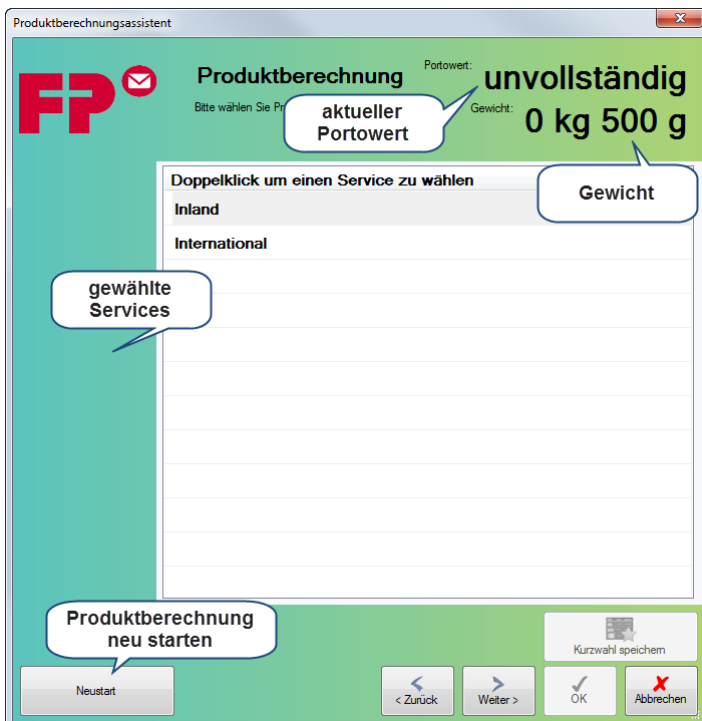 Produktberechnungsassistent
FP
Produktberechnung
Portowert:
unvollständig
Bitte wählen Sie
aktueller
Portowert
Gewicht:
0 kg 500 g
Gewicht
Doppelklick um einen Service zu wählen
Inland
International
gewählte
Services
Produktberechnung
neu starten
Kurzwahl speichern
Neustart
< Zurück
Weiter >
OK
Abbrechen